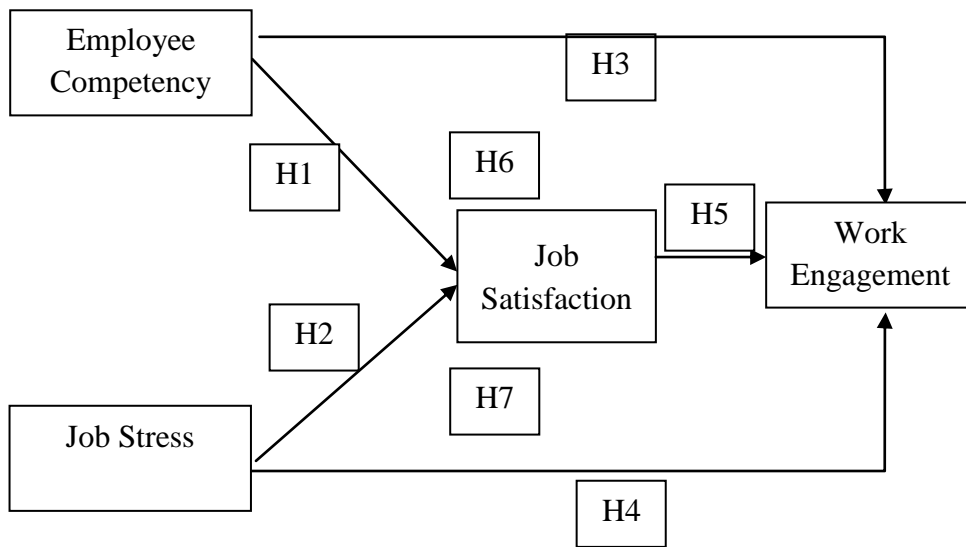 Employee
Competency
H3
H1
H6
H5
Job
Satisfaction
Work
Engagement
H2
H7
Job Stress
H4